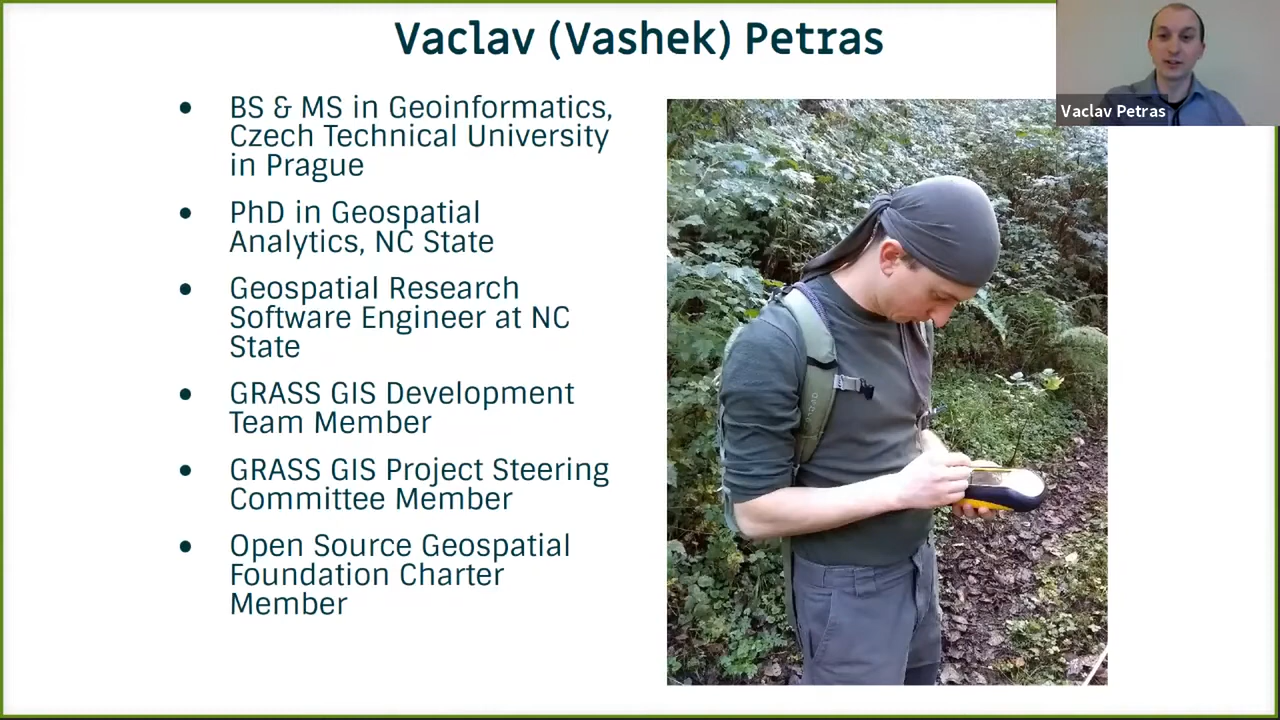 Vaclav (Vashek) Petras
Vaclav Petras
BS & MS in Geoinformatics,
Czech Technical University
in Prague
PhD in Geospatial
Analytics, NC State
Geospatial Research
Software Engineer at NC
State
GRASS GIS Development
Team Member
GRASS GIS Project Steering
Committee Member
Open Source Geospatial
Foundation Charter
Member